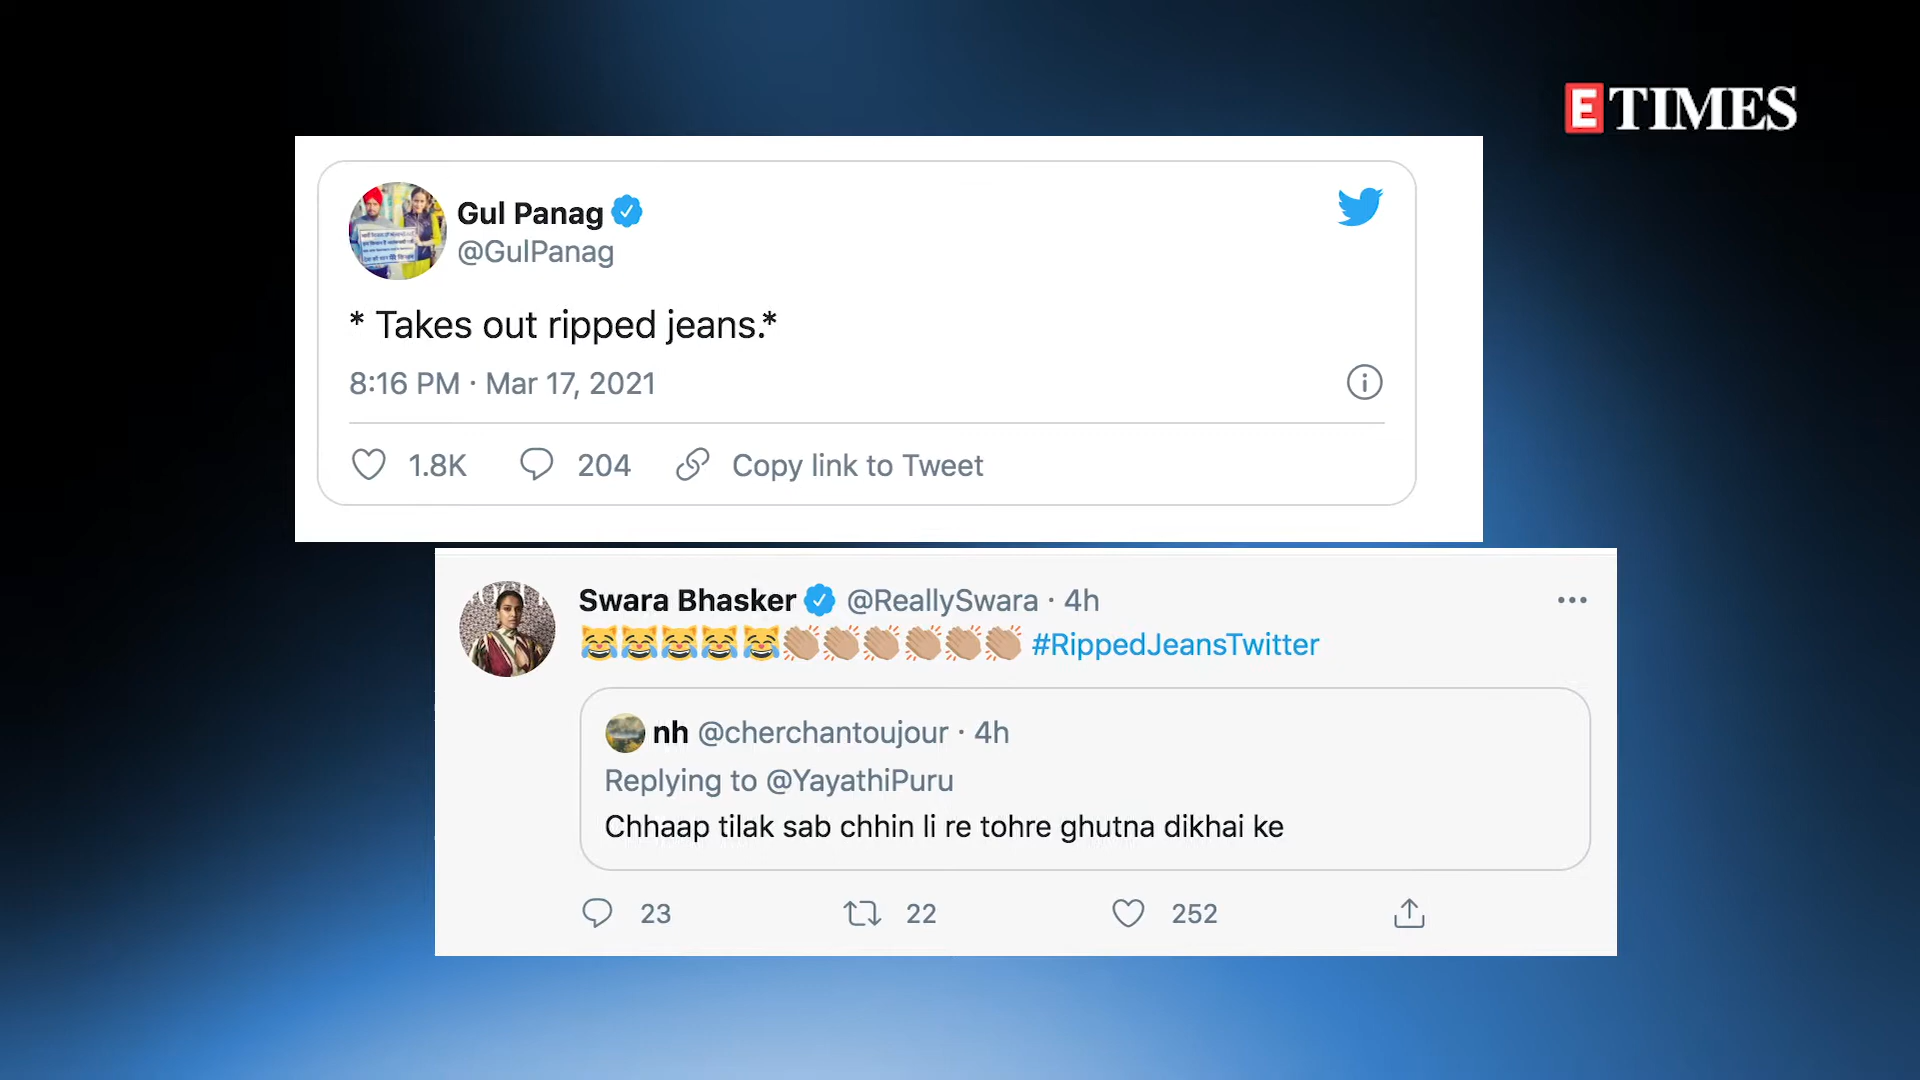 ETIMES
Gul Panag
@GulPanag
* Takes out ripped jeans.*
8:16 PM · Mar 17, 2021
1.8K 204 Copy link to Tweet
Swara Bhasker @ReallySwara · 4h
😹😹😹😹😹👏🏼👏🏼👏🏼👏🏼👏🏼👏🏼 #RippedJeansTwitter
nh @cherchantoujour · 4h
Replying to @YayathiPuru
Chhaap tilak sab chhin li re tohre ghutna dikhai ke
23 22 252